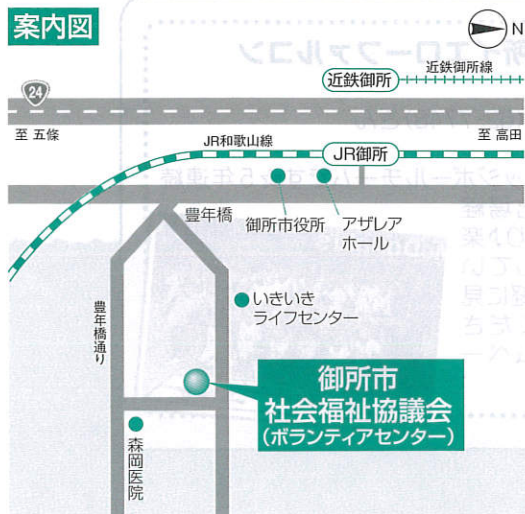 案内図
N
近鉄御所
近鉄御所線
24
至 五條
至 高田
JR和歌山線
JR御所
豊年橋
御所市役所
アザレア
ホール
豊年橋通り
いきいき
ライフセンター
御所市
社会福祉協議会
(ボランティアセンター)
森岡医院